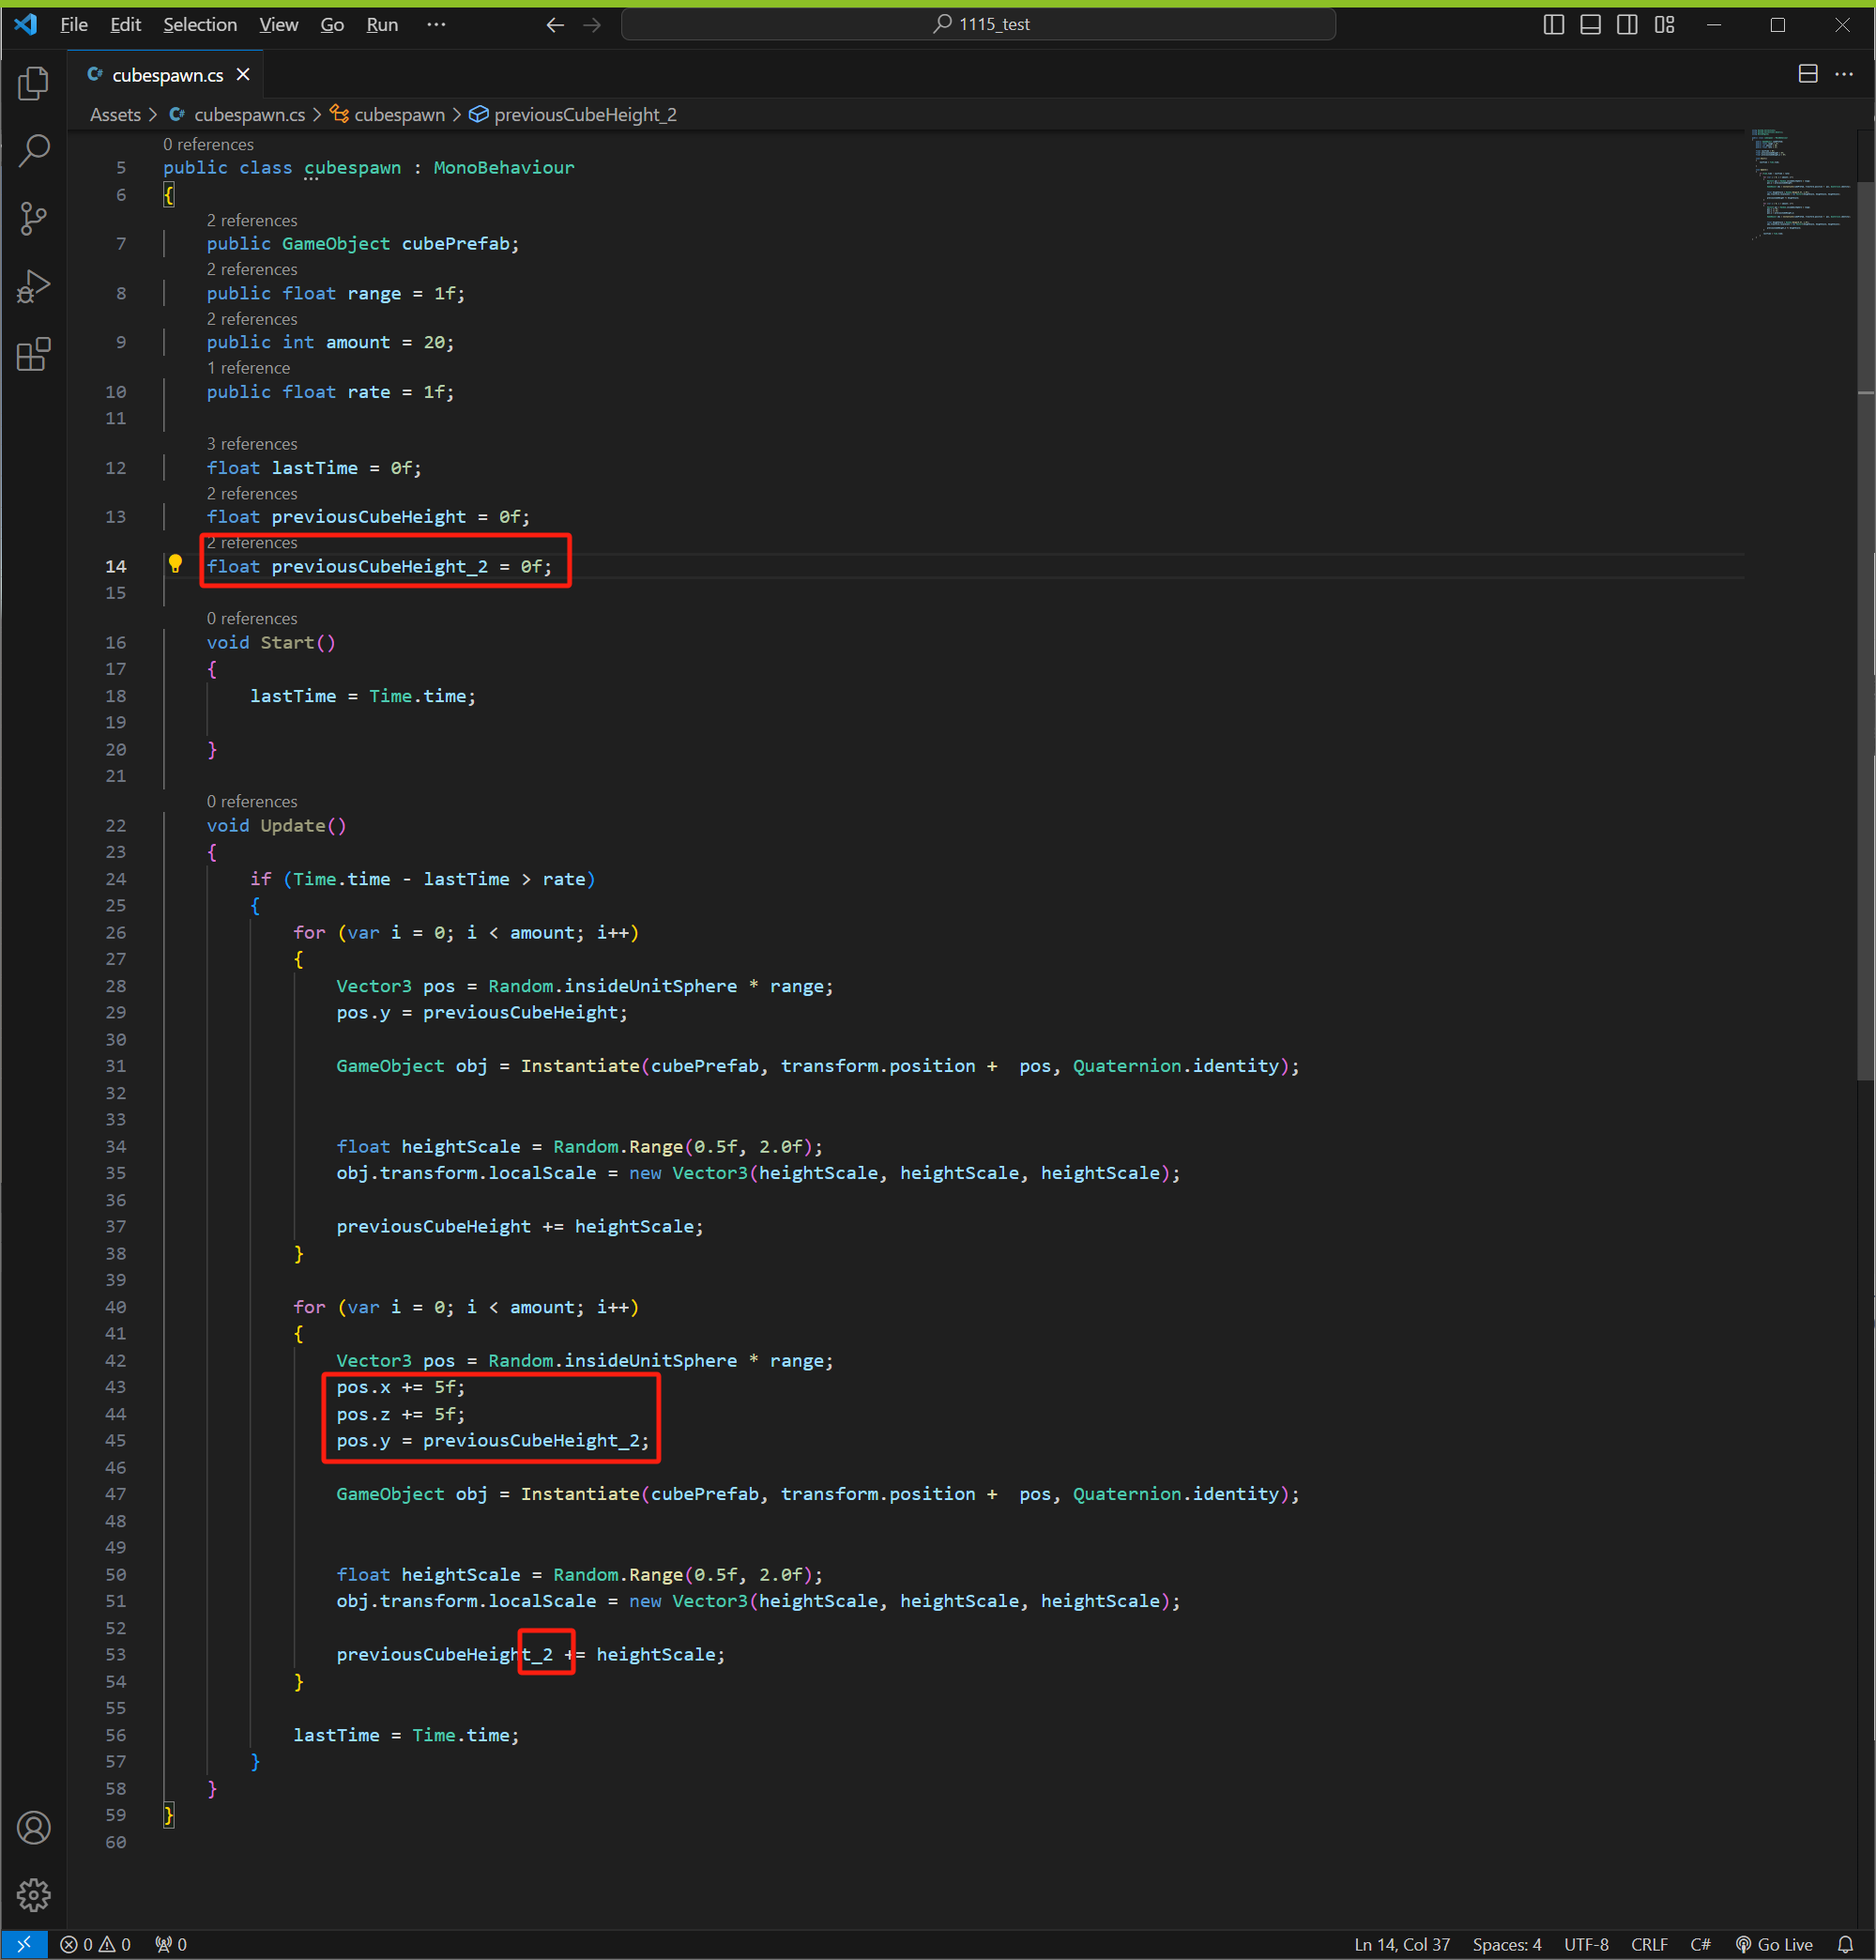 File Edit Selection View Go Run ··· 1115_test
cubespawn.cs
Assets > cubespawn.cs > cubespawn > previousCubeHeight_2
0 references
5 public class cubespawn : MonoBehaviour
6 {
2 references
7 public GameObject cubePrefab;
2 references
8 public float range = 1f;
2 references
9 public int amount = 20;
1 reference
10 public float rate = 1f;
11
3 references
12 float lastTime = 0f;
2 references
13 float previousCubeHeight = 0f;
2 references
14 float previousCubeHeight_2 = 0f;
15
0 references
16 void Start()
17 {
18 lastTime = Time.time;
19
20 }
21
0 references
22 void Update()
23 {
24 if (Time.time - lastTime > rate)
25 {
26 for (var i = 0; i < amount; i++)
27 {
28 Vector3 pos = Random.insideUnitSphere * range;
29 pos.y = previousCubeHeight;
30
31 GameObject obj = Instantiate(cubePrefab, transform.position +  pos, Quaternion.identity);
32
33
34 float heightScale = Random.Range(0.5f, 2.0f);
35 obj.transform.localScale = new Vector3(heightScale, heightScale, heightScale);
36
37 previousCubeHeight += heightScale;
38 }
39
40 for (var i = 0; i < amount; i++)
41 {
42 Vector3 pos = Random.insideUnitSphere * range;
43 pos.x += 5f;
44 pos.z += 5f;
45 pos.y = previousCubeHeight_2;
46
47 GameObject obj = Instantiate(cubePrefab, transform.position +  pos, Quaternion.identity);
48
49
50 float heightScale = Random.Range(0.5f, 2.0f);
51 obj.transform.localScale = new Vector3(heightScale, heightScale, heightScale);
52
53 previousCubeHeight_2 += heightScale;
54 }
55
56 lastTime = Time.time;
57 }
58 }
59 }
60
0 0 0 Ln 14, Col 37 Spaces: 4 UTF-8 CRLF C# Go Live